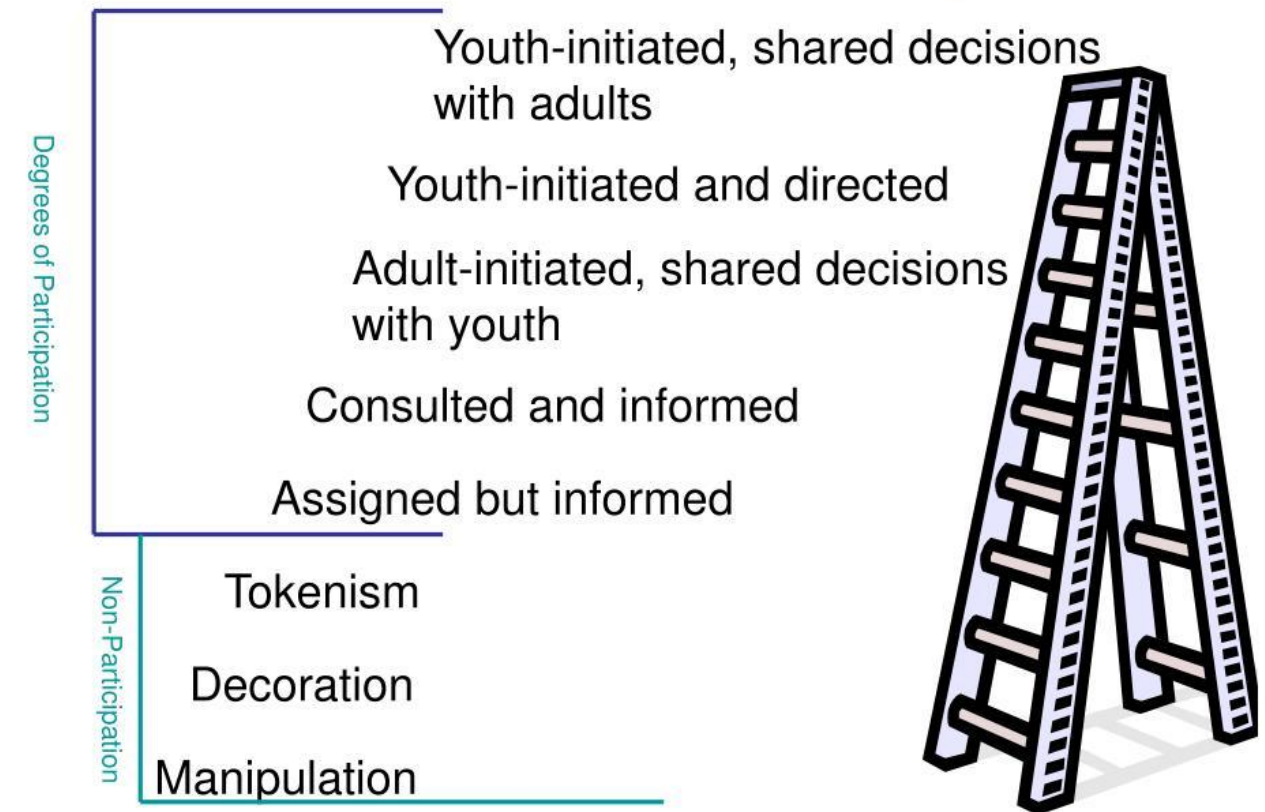 Youth-initiated, shared decisions
with adults
Degrees of Participation
Youth-initiated and directed
Adult-initiated, shared decisions
with youth
Consulted and informed
Assigned but informed
Non-Participation
Tokenism
Decoration
Manipulation